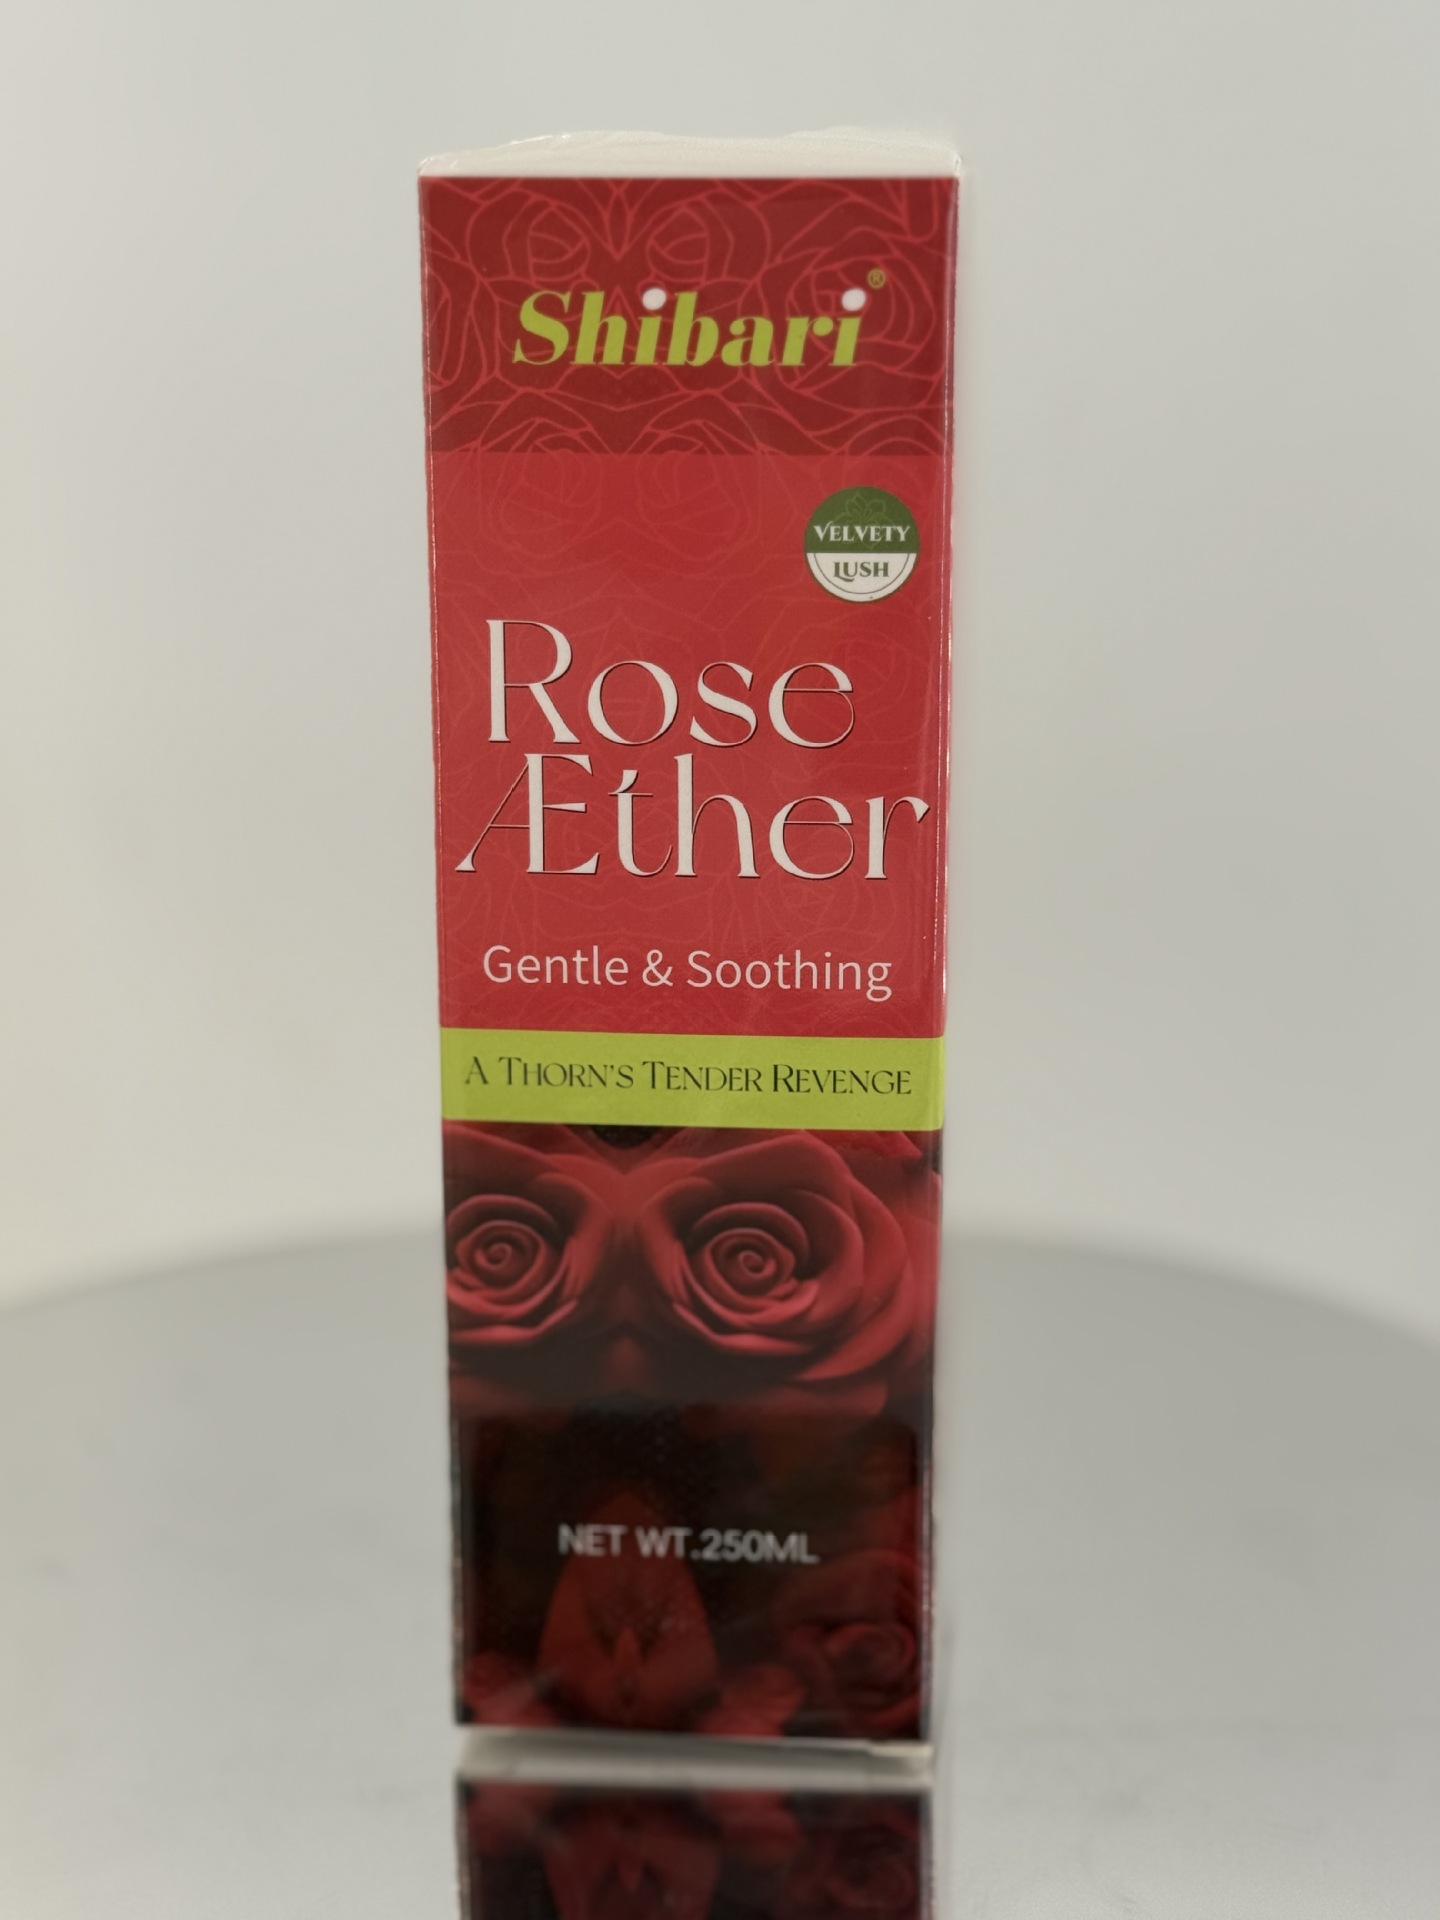 Shibari®
VELVETY
LUSH
Rose
Æther
Gentle & Soothing
A THORN'S TENDER REVENGE
NET WT.250ML